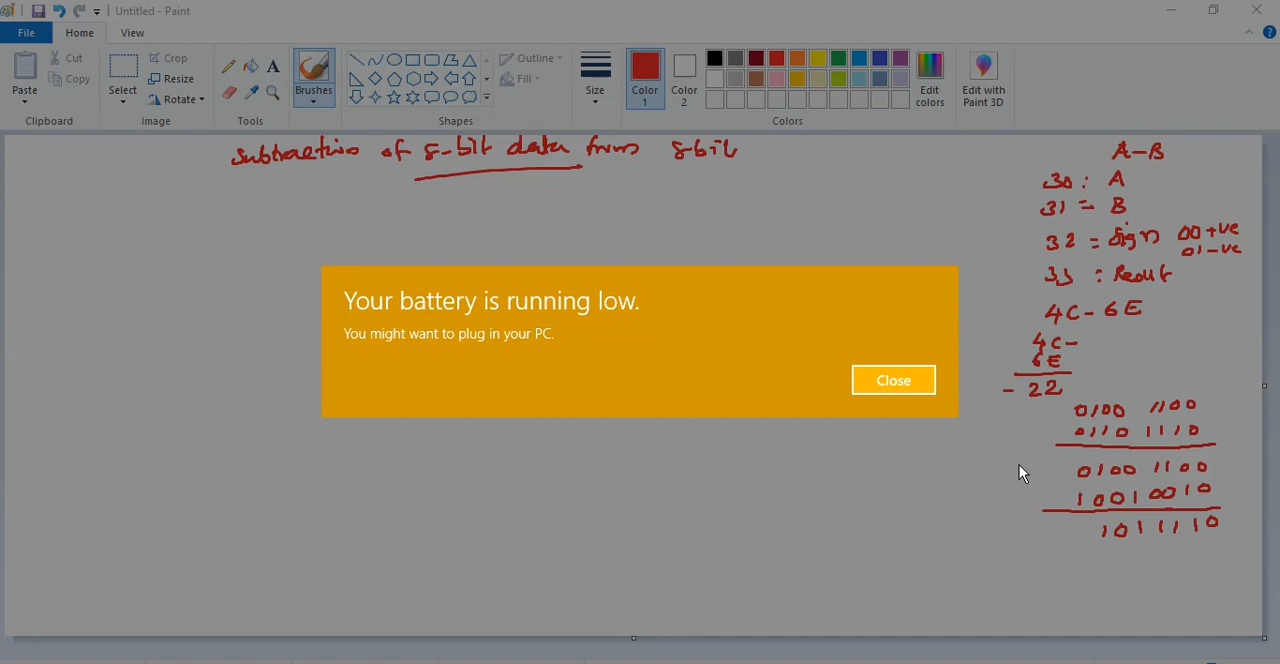 Untitled - Paint
File Home View
Paste Cut Copy Select Crop Resize Rotate Brushes Outline Fill Size Color 1 Color 2 Edit colors Edit with Paint 3D
Clipboard Image Tools Shapes Colors
Subtraction of 8-bit data from 8-bit
A-B
30: A
31 = B
32 = Sign 00 +ve
01 -ve
33 : Result
4C - 6E
4C -
6E
- 22
0100 1100
0110 1110
0100 1100
1001 0010
1011110
Your battery is running low.
You might want to plug in your PC.
Close